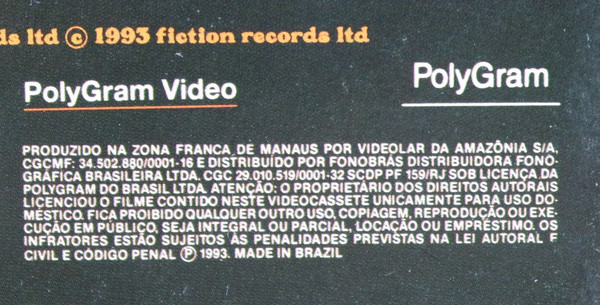 ds ltd © 1993 fiction records ltd
PolyGram Video
PolyGram
PRODUZIDO NA ZONA FRANCA DE MANAUS POR VIDEOLAR DA AMAZÔNIA S/A,
CGCMF: 34.502.880/0001-16 E DISTRIBUÍDO POR FONOBRÁS DISTRIBUIDORA FONO-
GRÁFICA BRASILEIRA LTDA. CGC 29.010.519/0001-32 SCDP PF 159/RJ SOB LICENÇA DA
POLYGRAM DO BRASIL LTDA. ATENÇÃO: O PROPRIETÁRIO DOS DIREITOS AUTORAIS
LICENCIOU O FILME CONTIDO NESTE VIDEOCASSETE UNICAMENTE PARA USO DO-
MÉSTICO. FICA PROIBIDO QUALQUER OUTRO USO, COPIAGEM, REPRODUÇÃO OU EXE-
CUÇÃO EM PÚBLICO, SEJA INTEGRAL OU PARCIAL, LOCAÇÃO OU EMPRÉSTIMO. OS
INFRATORES ESTÃO SUJEITOS ÀS PENALIDADES PREVISTAS NA LEI AUTORAL E
CIVIL E CÓDIGO PENAL ℗ 1993. MADE IN BRAZIL